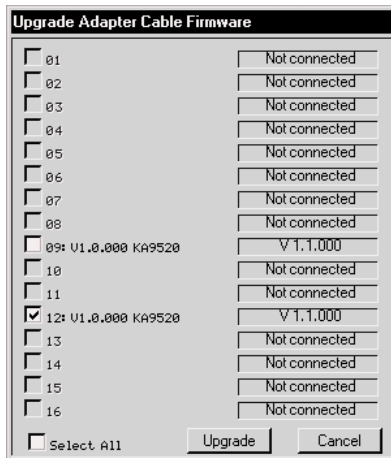 Upgrade Adapter Cable Firmware
01 Not connected
02 Not connected
03 Not connected
04 Not connected
05 Not connected
06 Not connected
07 Not connected
08 Not connected
09: V1.0.000 KA9520 V 1.1.000
10 Not connected
11 Not connected
12: V1.0.000 KA9520 V 1.1.000
13 Not connected
14 Not connected
15 Not connected
16 Not connected
Select All Upgrade Cancel